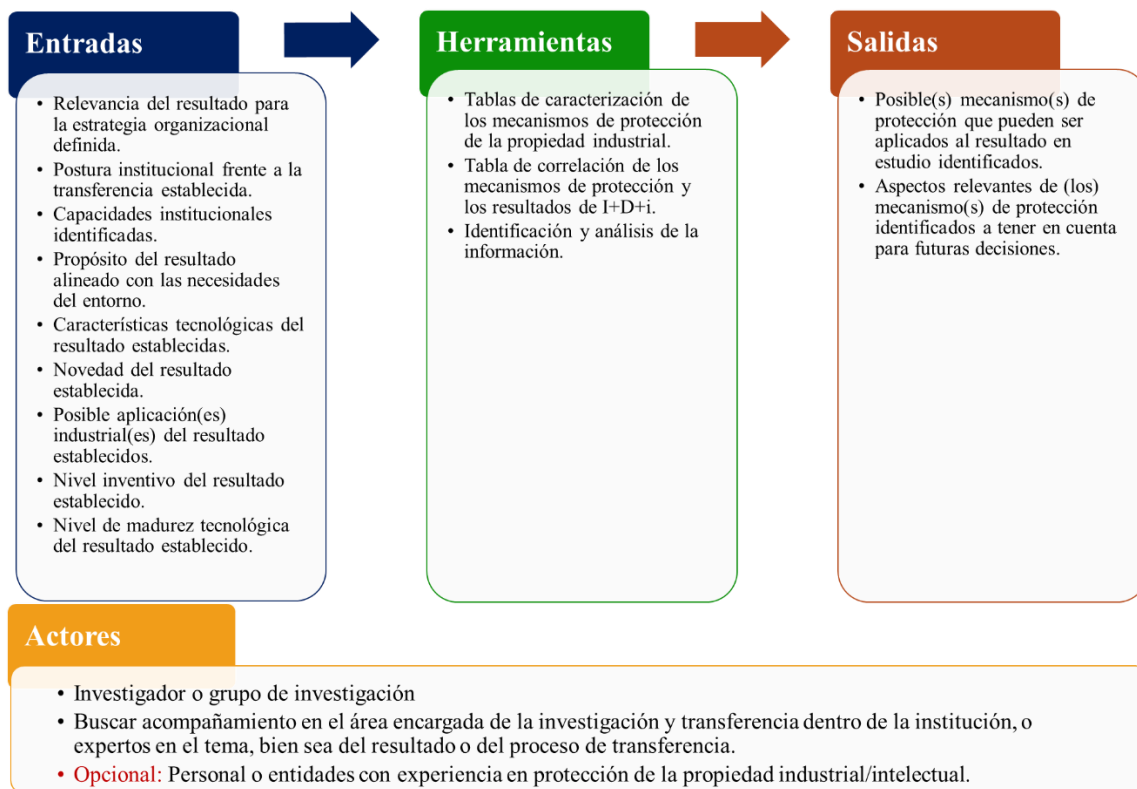 Entradas
• Relevancia del resultado para
la estrategia organizacional
definida.
• Postura institucional frente a la
transferencia establecida.
• Capacidades institucionales
identificadas.
• Propósito del resultado
alineado con las necesidades
del entorno.
• Características tecnológicas del
resultado establecidas.
• Novedad del resultado
establecida.
• Posible aplicación(es)
industrial(es) del resultado
establecidos.
• Nivel inventivo del resultado
establecido.
• Nivel de madurez tecnológica
del resultado establecido.
Herramientas
• Tablas de caracterización de
los mecanismos de protección
de la propiedad industrial.
• Tabla de correlación de los
mecanismos de protección y
los resultados de I+D+i.
• Identificación y análisis de la
información.
Salidas
• Posible(s) mecanismo(s) de
protección que pueden ser
aplicados al resultado en
estudio identificados.
• Aspectos relevantes de (los)
mecanismo(s) de protección
identificados a tener en cuenta
para futuras decisiones.
Actores
• Investigador o grupo de investigación
• Buscar acompañamiento en el área encargada de la investigación y transferencia dentro de la institución, o
expertos en el tema, bien sea del resultado o del proceso de transferencia.
• Opcional: Personal o entidades con experiencia en protección de la propiedad industrial/intelectual.